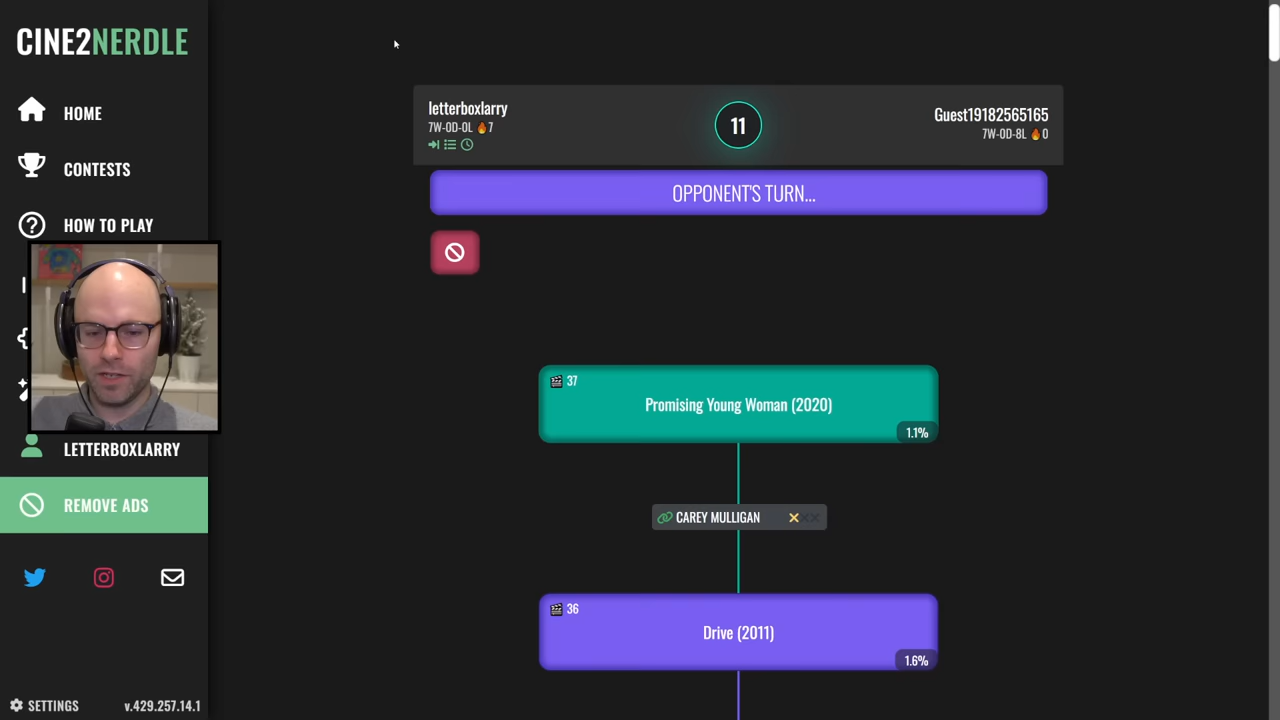 CINE2NERDLE
HOME
CONTESTS
HOW TO PLAY
LETTERBOXLARRY
REMOVE ADS
SETTINGS
v.429.257.14.1
letterboxlarry
7W-0D-0L 🔥7
11
Guest19182565165
7W-0D-8L 🔥0
OPPONENT'S TURN...
37
Promising Young Woman (2020)
1.1%
CAREY MULLIGAN
36
Drive (2011)
1.6%